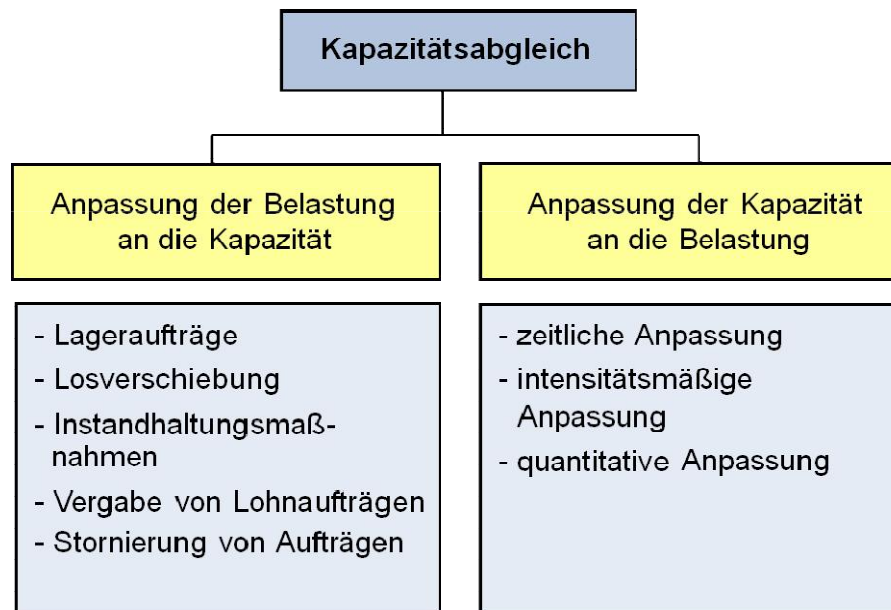 Kapazitätsabgleich
Anpassung der Belastung
an die Kapazität
- Lageraufträge
- Losverschiebung
- Instandhaltungsmaß-
nahmen
- Vergabe von Lohnaufträgen
- Stornierung von Aufträgen
Anpassung der Kapazität
an die Belastung
- zeitliche Anpassung
- intensitätsmäßige
Anpassung
- quantitative Anpassung